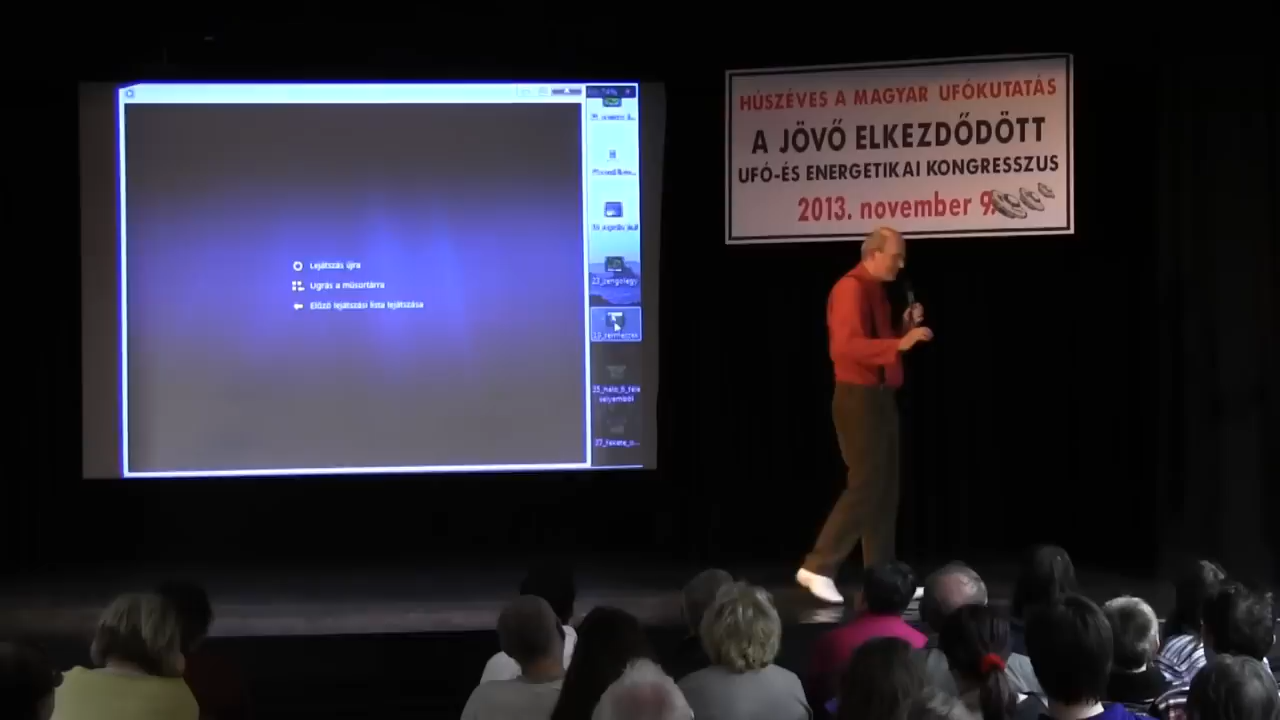 HÚSZÉVES A MAGYAR UFÓKUTATÁS
A JÖVŐ ELKEZDŐDÖTT
UFÓ-ÉS ENERGETIKAI KONGRESSZUS
2013. november 9.
Lejátszás újra
Ugrás a műsortárra
Előző lejátszási lista lejátszása